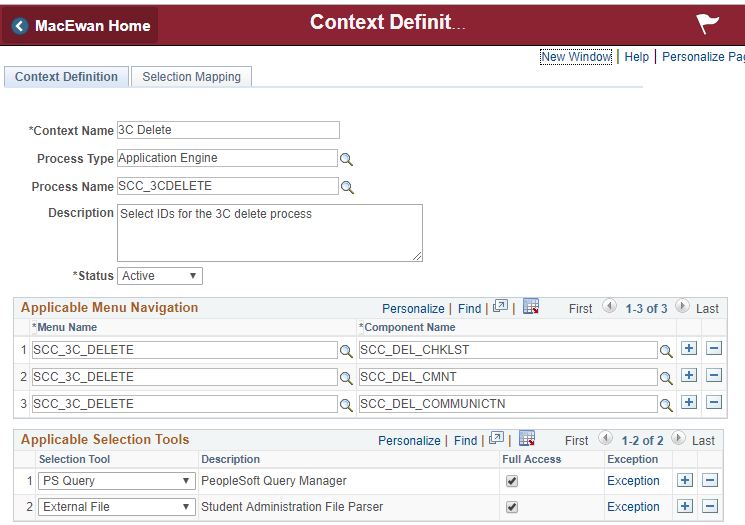 MacEwan Home
Context Definit...
New Window | Help | Personalize Pag
Context Definition Selection Mapping
*Context Name 3C Delete
Process Type Application Engine
Process Name SCC_3CDELETE
Description Select IDs for the 3C delete process
*Status Active
Applicable Menu Navigation Personalize | Find | | First 1-3 of 3 Last
*Menu Name *Component Name
1 SCC_3C_DELETE SCC_DEL_CHKLST
2 SCC_3C_DELETE SCC_DEL_CMNT
3 SCC_3C_DELETE SCC_DEL_COMMUNICTN
Applicable Selection Tools Personalize | Find | | First 1-2 of 2 Last
Selection Tool Description Full Access Exception
1 PS Query PeopleSoft Query Manager Exception
2 External File Student Administration File Parser Exception